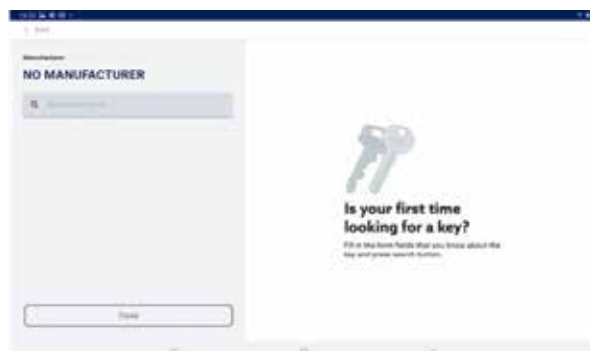 Back
Manufacturer
NO MANUFACTURER
Is your first time
looking for a key?
Fill in the form fields that you know about the
key and press search button.